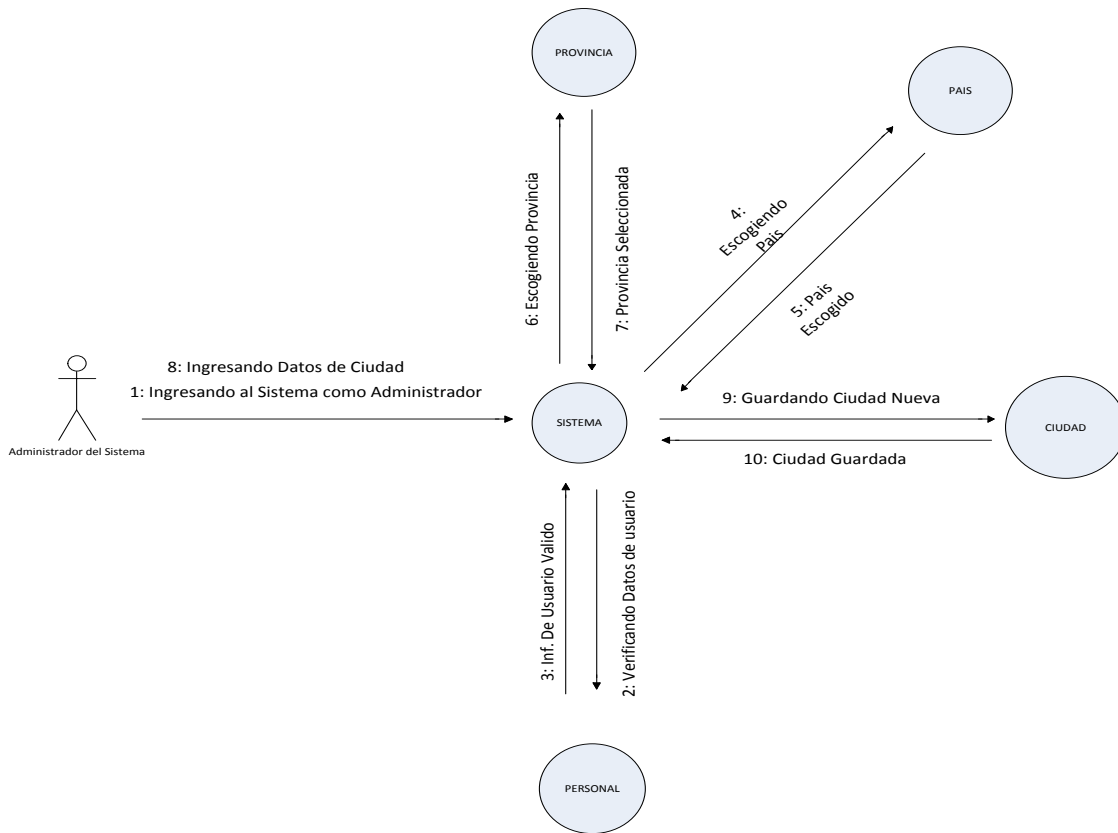 PROVINCIA
PAIS
6: Escogiendo Provincia
7: Provincia Seleccionada
4:
Escogiendo
Pais
5: Pais
Escogido
8: Ingresando Datos de Ciudad
1: Ingresando al Sistema como Administrador
Administrador del Sistema
SISTEMA
9: Guardando Ciudad Nueva
10: Ciudad Guardada
CIUDAD
3: Inf. De Usuario Valido
2: Verificando Datos de usuario
PERSONAL